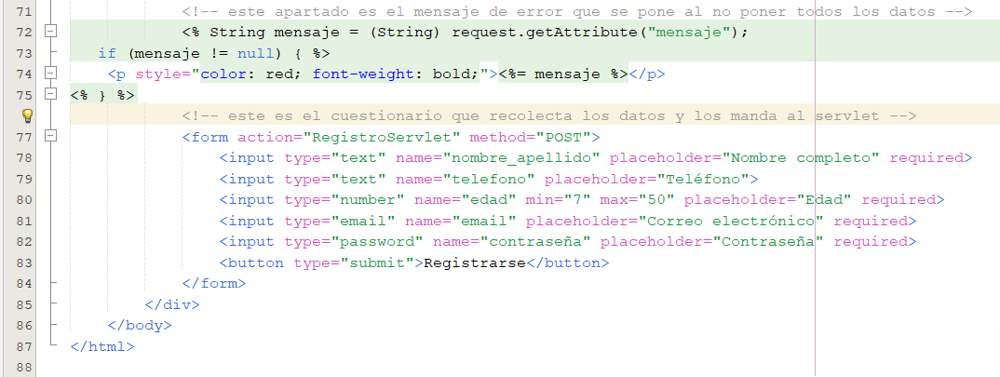 71 <!-- este apartado es el mensaje de error que se pone al no poner todos los datos -->
72 <% String mensaje = (String) request.getAttribute("mensaje");
73 if (mensaje != null) { %>
74 <p style="color: red; font-weight: bold;"><%= mensaje %></p>
75 <% } %>
<!-- este es el cuestionario que recolecta los datos y los manda al servlet -->
77 <form action="RegistroServlet" method="POST">
78 <input type="text" name="nombre_apellido" placeholder="Nombre completo" required>
79 <input type="text" name="telefono" placeholder="Teléfono">
80 <input type="number" name="edad" min="7" max="50" placeholder="Edad" required>
81 <input type="email" name="email" placeholder="Correo electrónico" required>
82 <input type="password" name="contraseña" placeholder="Contraseña" required>
83 <button type="submit">Registrarse</button>
84 </form>
85 </div>
86 </body>
87 </html>
88